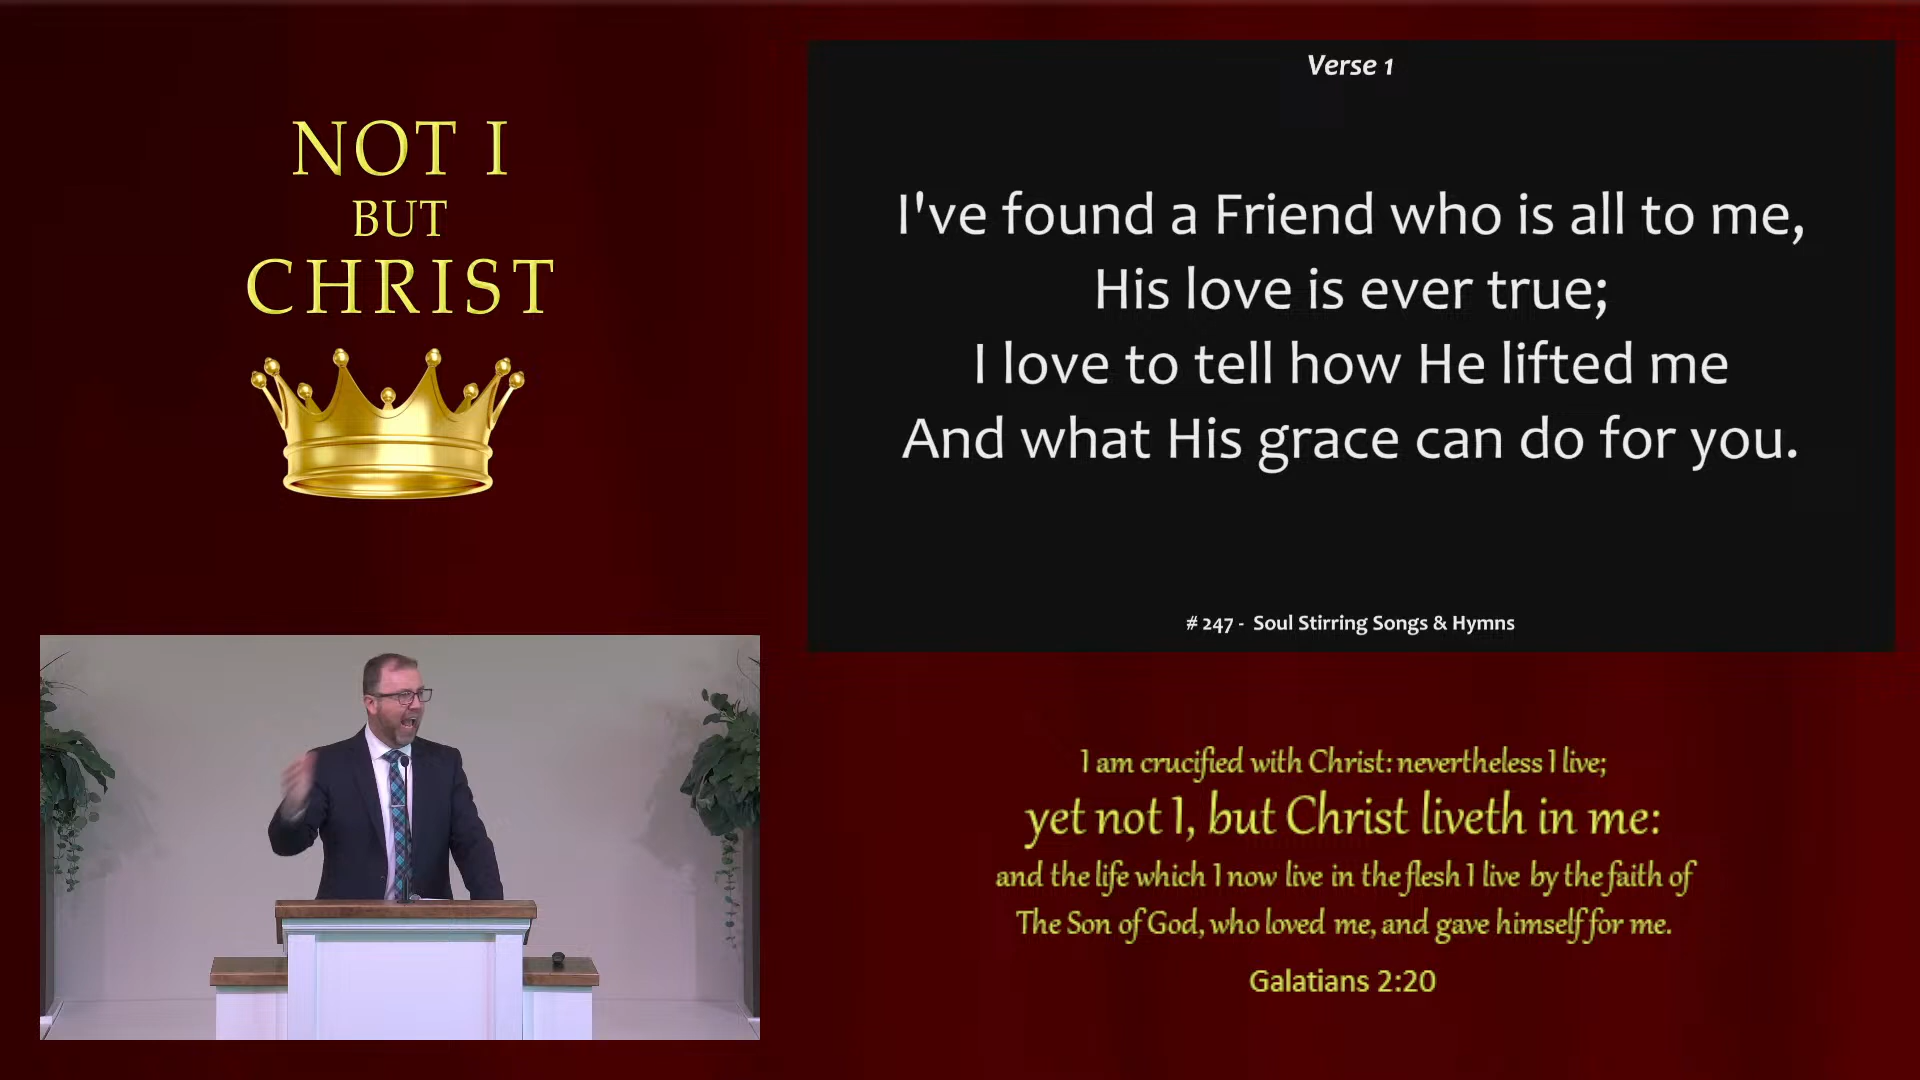 NOT I
BUT
CHRIST
Verse 1
I've found a Friend who is all to me,
His love is ever true;
I love to tell how He lifted me
And what His grace can do for you.
# 247 - Soul Stirring Songs & Hymns
I am crucified with Christ: nevertheless I live;
yet not I, but Christ liveth in me:
and the life which I now live in the flesh I live by the faith of
The Son of God, who loved me, and gave himself for me.
Galatians 2:20